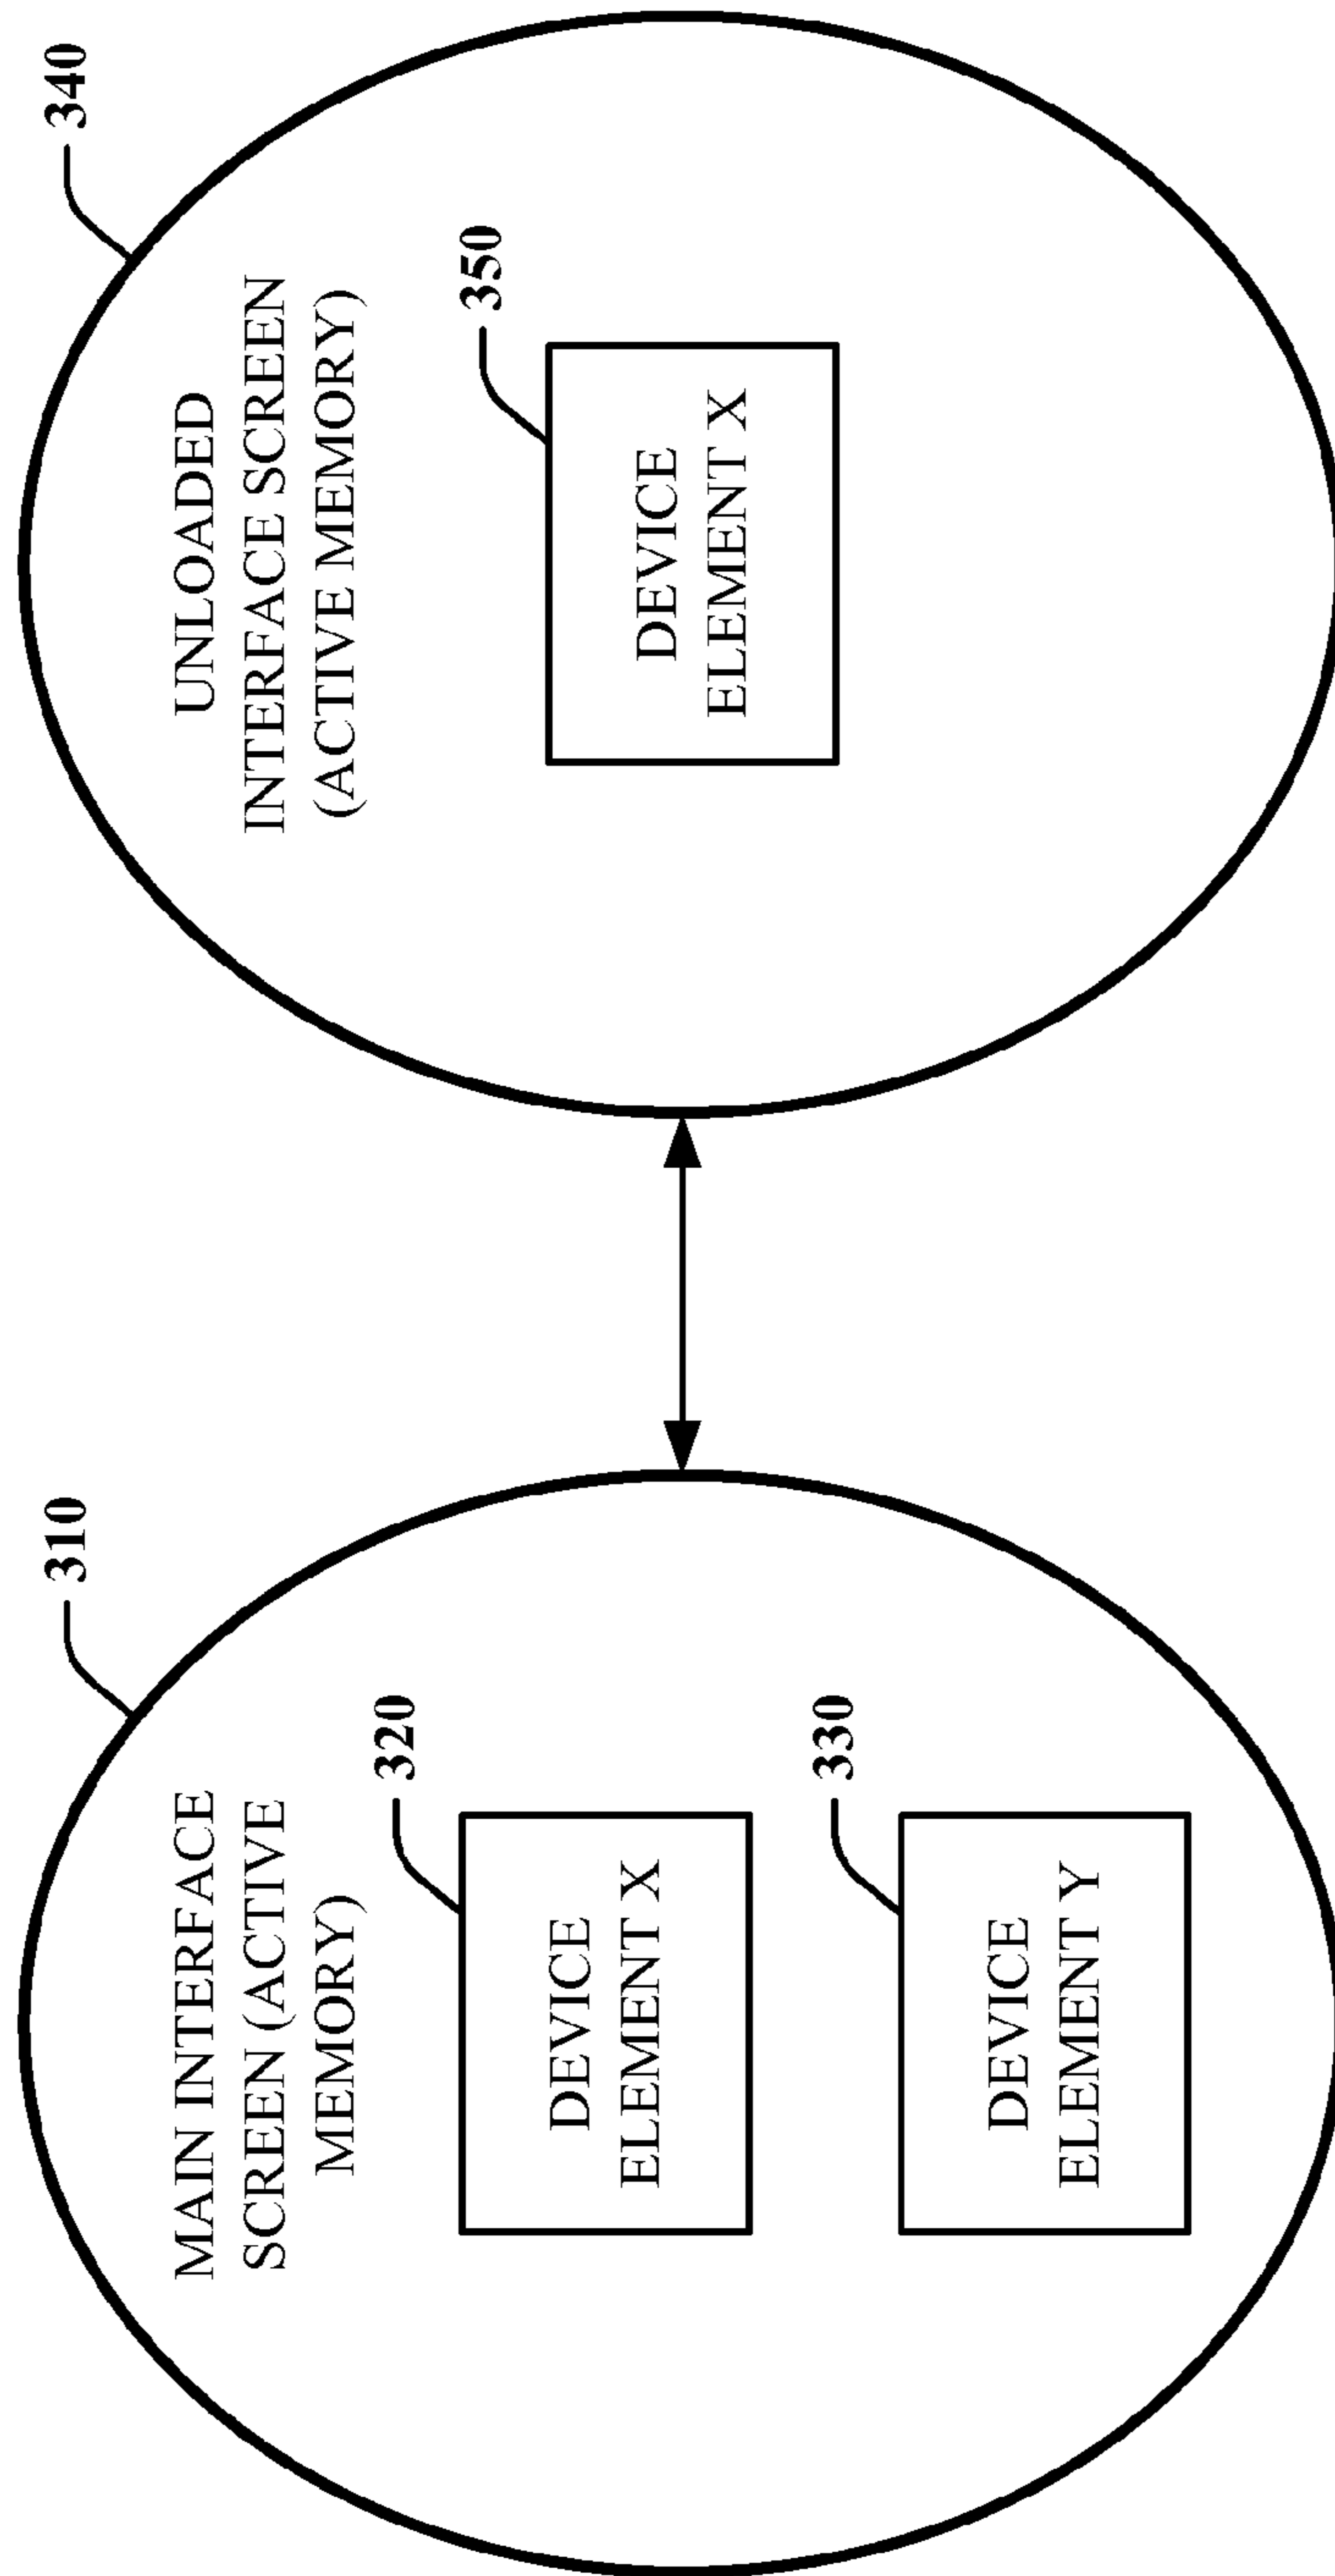 310
MAIN INTERFACE
SCREEN (ACTIVE
MEMORY)
320
DEVICE
ELEMENT X
330
DEVICE
ELEMENT Y
340
UNLOADED
INTERFACE SCREEN
(ACTIVE MEMORY)
350
DEVICE
ELEMENT X